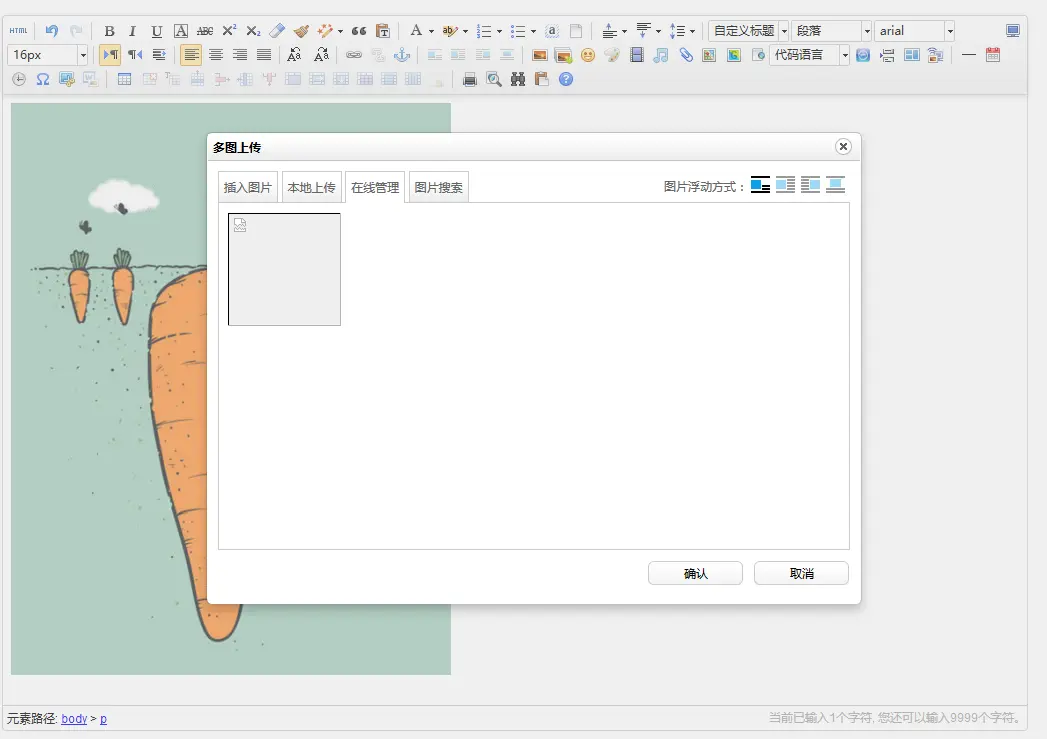 HTML B I U A ABC X² X₂ A 自定义标题 段落 arial
16px 代码语言
多图上传
插入图片 本地上传 在线管理 图片搜索 图片浮动方式：
确认 取消
元素路径: body > p 当前已输入1个字符, 您还可以输入9999个字符。